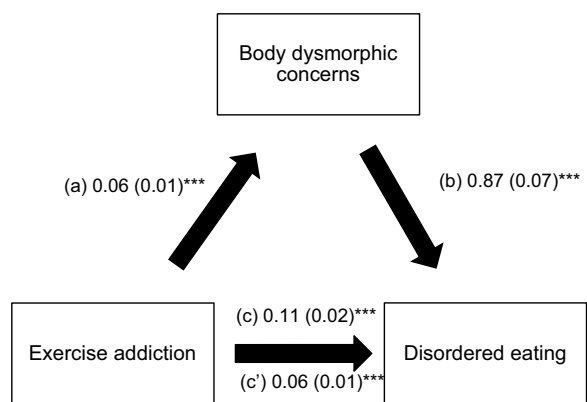 Body dysmorphic
concerns
(a) 0.06 (0.01)***
(b) 0.87 (0.07)***
(c) 0.11 (0.02)***
Exercise addiction
Disordered eating
(c’) 0.06 (0.01)***